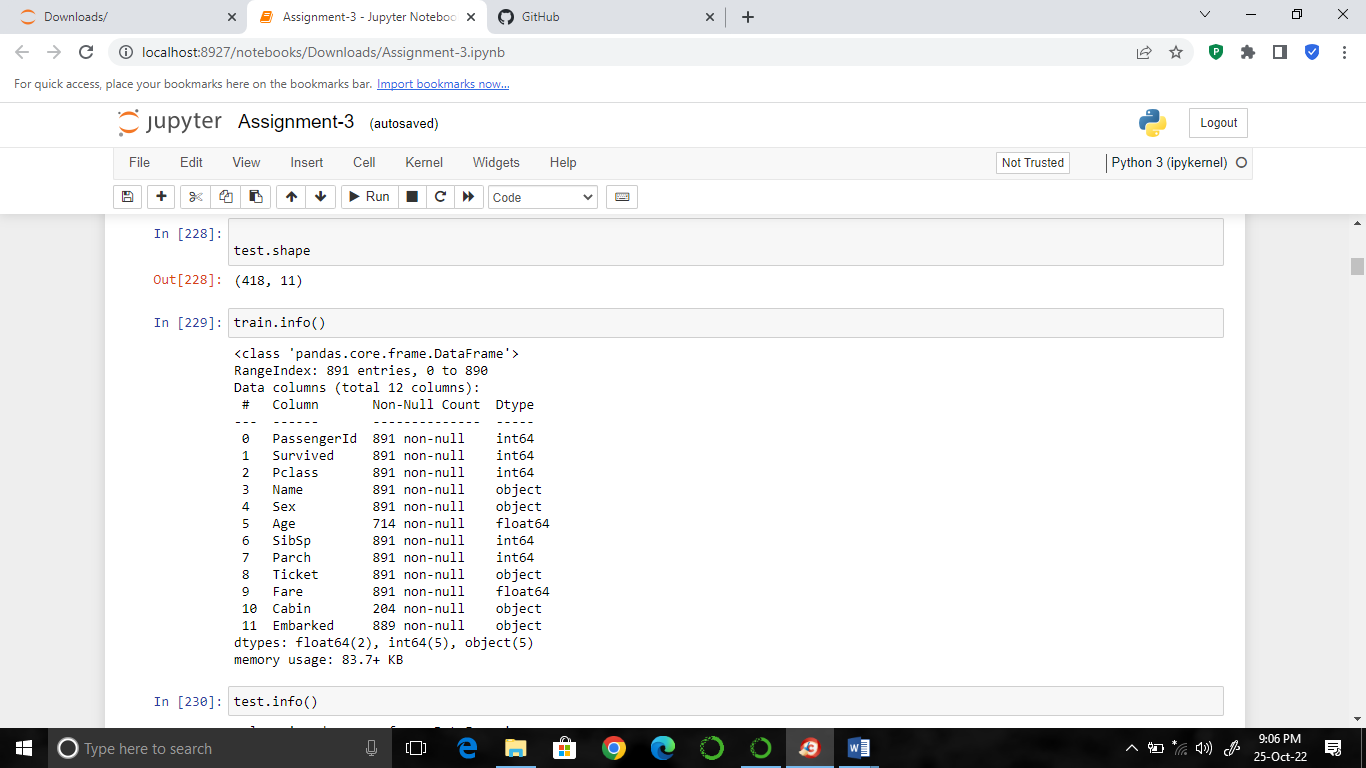 Downloads/
Assignment-3 - Jupyter Notebook
GitHub
localhost:8927/notebooks/Downloads/Assignment-3.ipynb
For quick access, place your bookmarks here on the bookmarks bar. Import bookmarks now...
jupyter Assignment-3 (autosaved)
Logout
File Edit View Insert Cell Kernel Widgets Help
Not Trusted
Python 3 (ipykernel)
Run
Code
In [228]:
test.shape
Out[228]: (418, 11)
In [229]: train.info()
<class 'pandas.core.frame.DataFrame'>
RangeIndex: 891 entries, 0 to 890
Data columns (total 12 columns):
 #   Column       Non-Null Count  Dtype
---  ------       --------------  -----
 0   PassengerId  891 non-null    int64
 1   Survived     891 non-null    int64
 2   Pclass       891 non-null    int64
 3   Name         891 non-null    object
 4   Sex          891 non-null    object
 5   Age          714 non-null    float64
 6   SibSp        891 non-null    int64
 7   Parch        891 non-null    int64
 8   Ticket       891 non-null    object
 9   Fare         891 non-null    float64
 10  Cabin        204 non-null    object
 11  Embarked     889 non-null    object
dtypes: float64(2), int64(5), object(5)
memory usage: 83.7+ KB
In [230]: test.info()
Type here to search
9:06 PM
25-Oct-22